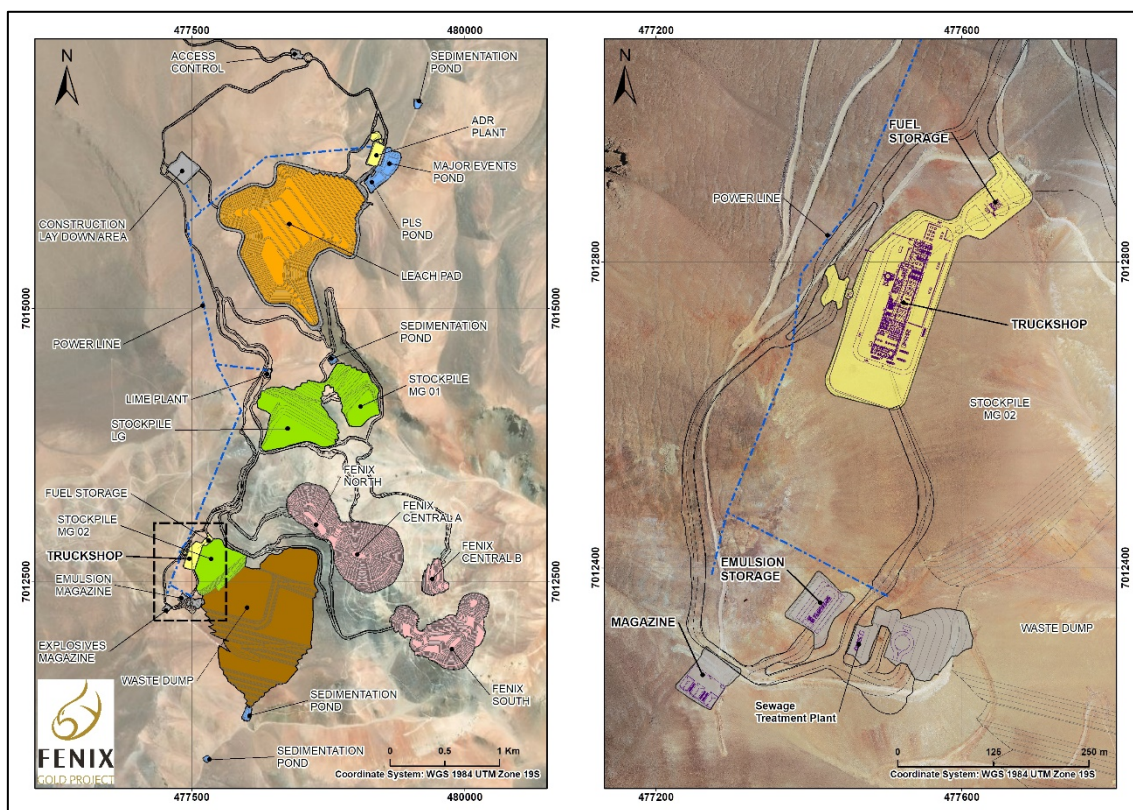 477500
480000
N
ACCESS
CONTROL
SEDIMENTATION
POND
ADR
PLANT
MAJOR EVENTS
POND
CONSTRUCTION
LAY DOWN AREA
PLS
POND
LEACH PAD
7015000
7015000
POWER LINE
SEDIMENTATION
POND
LIME PLANT
STOCKPILE
MG 01
STOCKPILE
LG
FENIX
NORTH
FUEL STORAGE
FENIX
CENTRAL A
STOCKPILE
MG 02
TRUCKSHOP
FENIX
CENTRAL B
EMULSION
MAGAZINE
7012500
7012500
EXPLOSIVES
MAGAZINE
WASTE DUMP
FENIX
SOUTH
SEDIMENTATION
POND
FENIX
GOLD PROJECT
SEDIMENTATION
POND
0 0.5 1 Km
Coordinate System: WGS 1984 UTM Zone 19S
477500
480000
477200
477600
N
FUEL
STORAGE
POWER LINE
7012800
7012800
TRUCKSHOP
STOCKPILE
MG 02
7012400
7012400
EMULSION
STORAGE
MAGAZINE
WASTE DUMP
Sewage
Treatment Plant
0 125 250 m
Coordinate System: WGS 1984 UTM Zone 19S
477200
477600